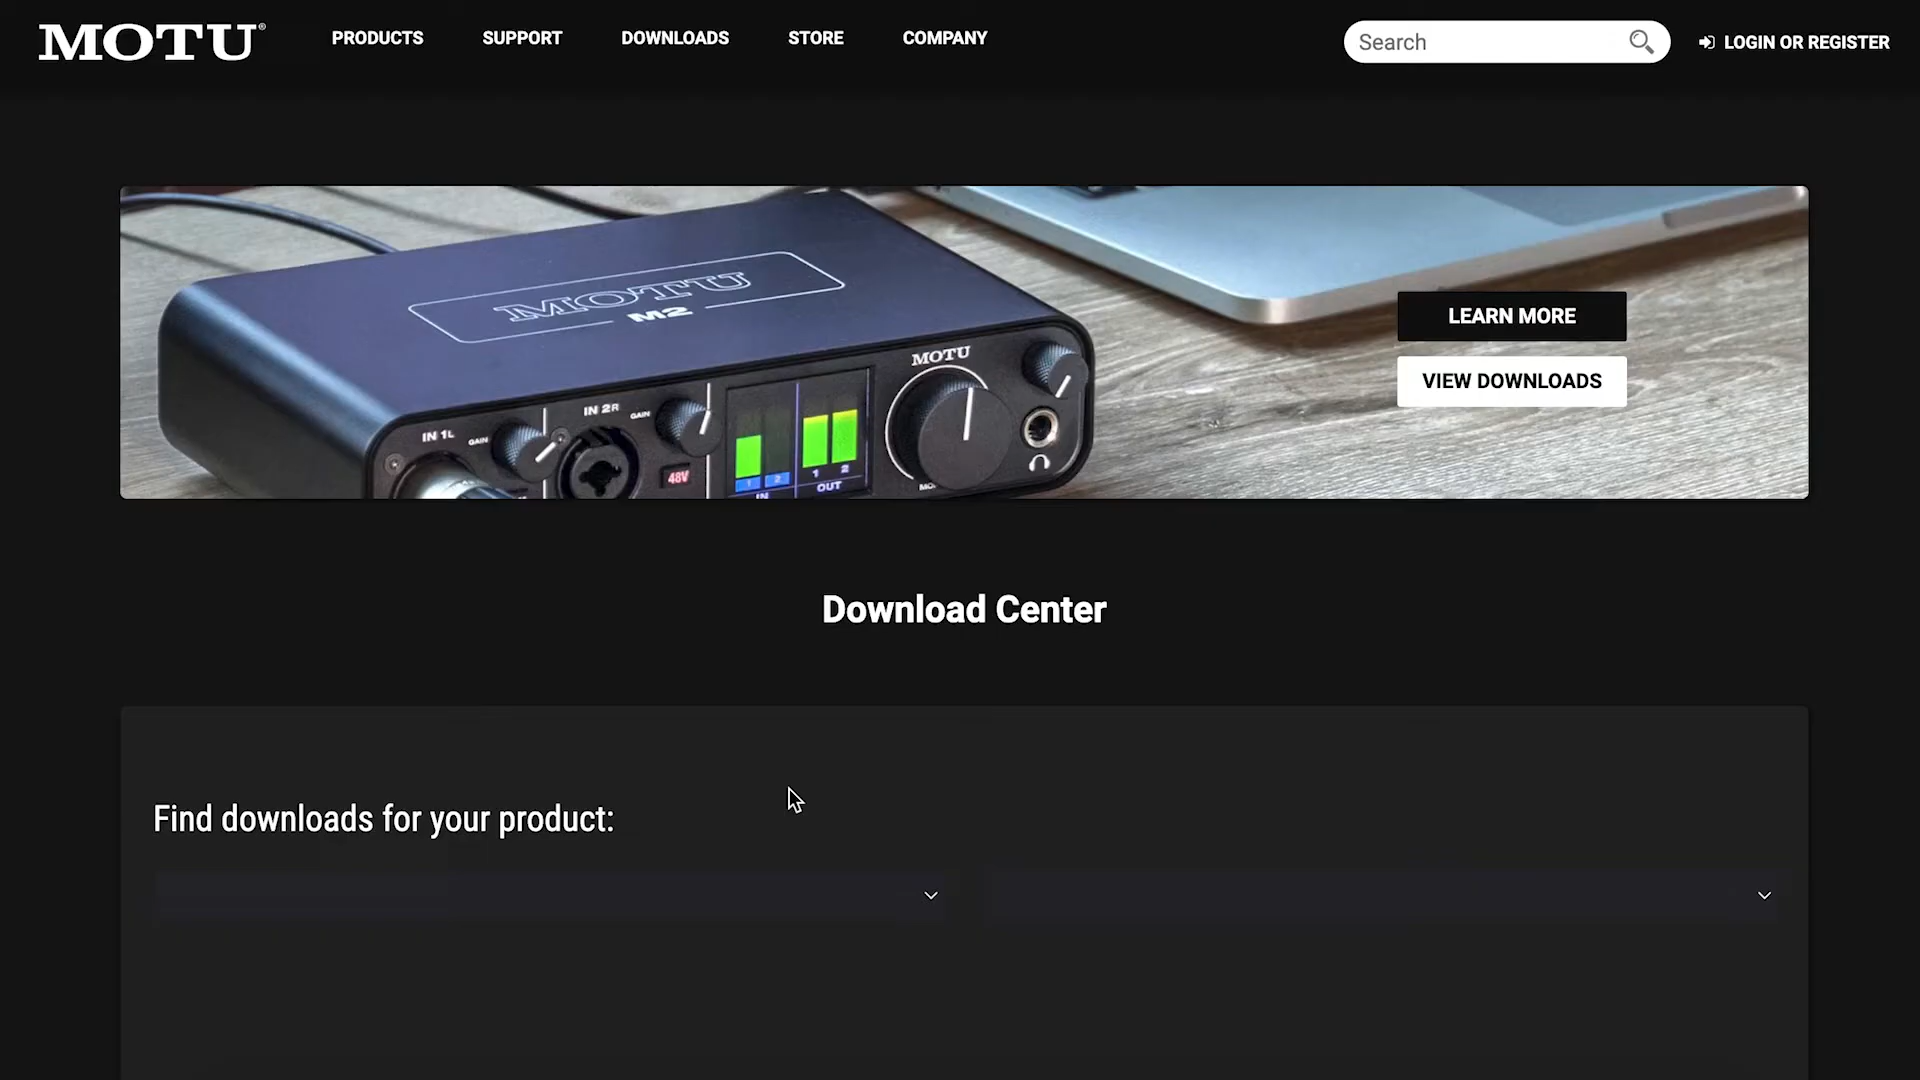 MOTU®
PRODUCTS
SUPPORT
DOWNLOADS
STORE
COMPANY
Search
LOGIN OR REGISTER
MOTU
M2
MOTU
IN 1L
GAIN
IN 2R
GAIN
48V
1 2
IN
1 2
OUT
LEARN MORE
VIEW DOWNLOADS
Download Center
Find downloads for your product: